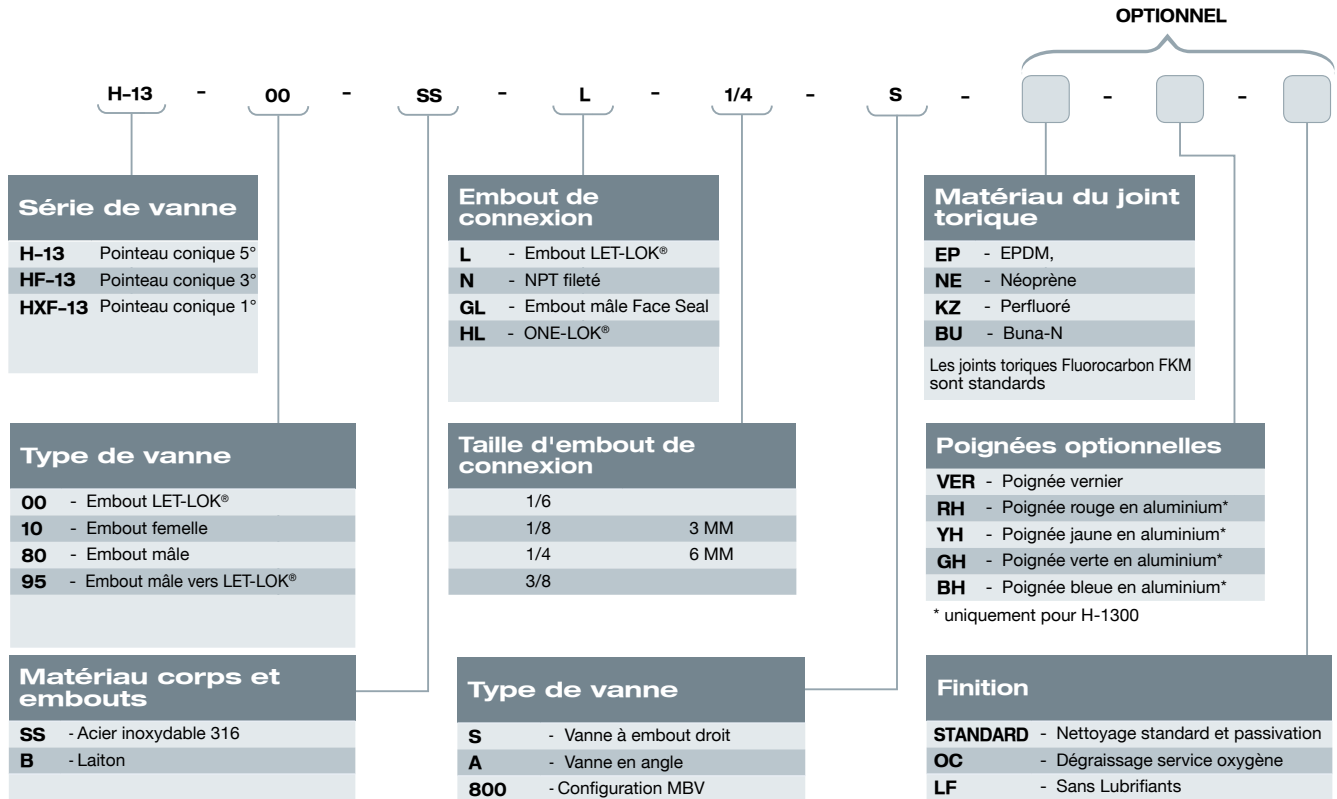 OPTIONNEL
H-13 - 00 - SS - L - 1/4 - S - - -
Série de vanne
H-13 Pointeau conique 5°
HF-13 Pointeau conique 3°
HXF-13 Pointeau conique 1°
Embout de
connexion
L - Embout LET-LOK®
N - NPT fileté
GL - Embout mâle Face Seal
HL - ONE-LOK®
Matériau du joint
torique
EP - EPDM,
NE - Néoprène
KZ - Perfluoré
BU - Buna-N
Les joints toriques Fluorocarbon FKM
sont standards
Type de vanne
00 - Embout LET-LOK®
10 - Embout femelle
80 - Embout mâle
95 - Embout mâle vers LET-LOK®
Taille d'embout de
connexion
1/6
1/8 3 MM
1/4 6 MM
3/8
Poignées optionnelles
VER - Poignée vernier
RH - Poignée rouge en aluminium*
YH - Poignée jaune en aluminium*
GH - Poignée verte en aluminium*
BH - Poignée bleue en aluminium*
* uniquement pour H-1300
Matériau corps et
embouts
SS - Acier inoxydable 316
B - Laiton
Type de vanne
S - Vanne à embout droit
A - Vanne en angle
800 - Configuration MBV
Finition
STANDARD - Nettoyage standard et passivation
OC - Dégraissage service oxygène
LF - Sans Lubrifiants